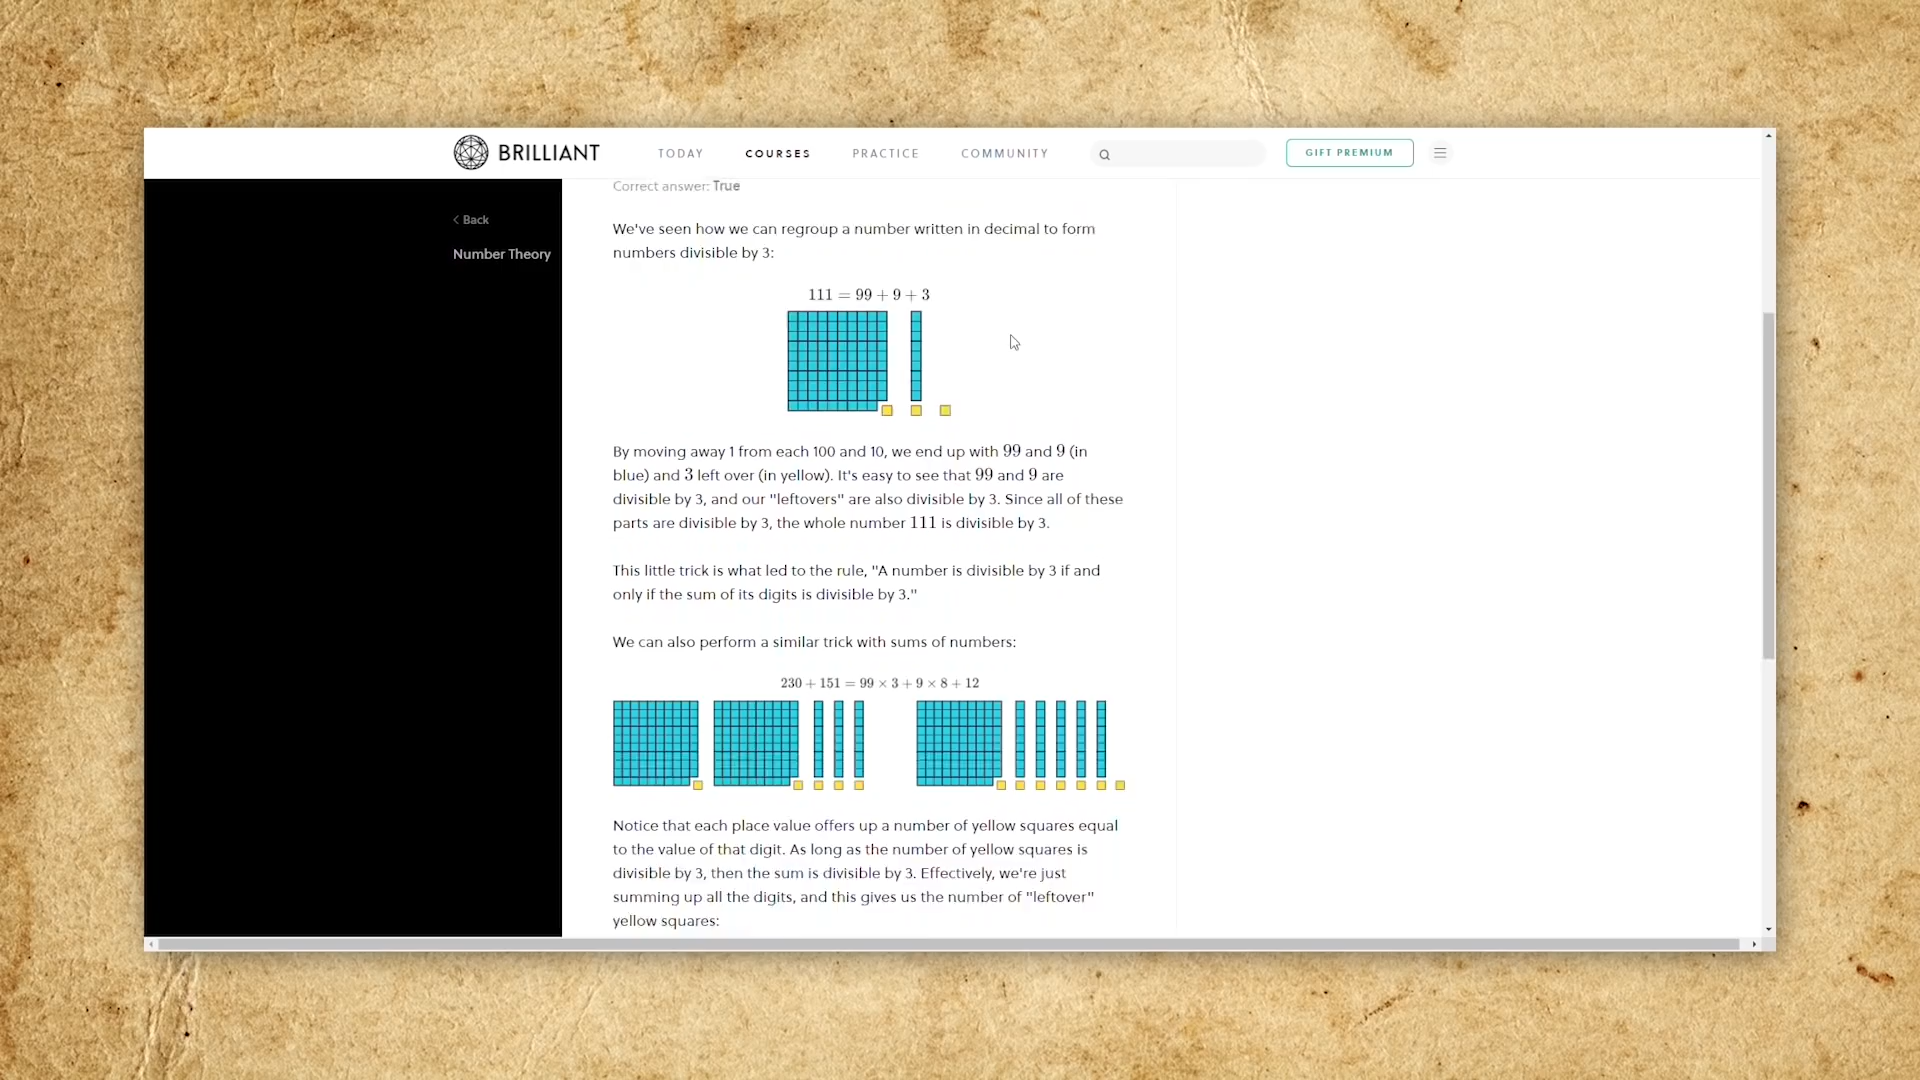 BRILLIANT
TODAY
COURSES
PRACTICE
COMMUNITY
GIFT PREMIUM
< Back
Number Theory
Correct answer: True
We've seen how we can regroup a number written in decimal to form
numbers divisible by 3:
111 = 99 + 9 + 3
By moving away 1 from each 100 and 10, we end up with 99 and 9 (in
blue) and 3 left over (in yellow). It's easy to see that 99 and 9 are
divisible by 3, and our "leftovers" are also divisible by 3. Since all of these
parts are divisible by 3, the whole number 111 is divisible by 3.
This little trick is what led to the rule, "A number is divisible by 3 if and
only if the sum of its digits is divisible by 3."
We can also perform a similar trick with sums of numbers:
230 + 151 = 99 × 3 + 9 × 8 + 12
Notice that each place value offers up a number of yellow squares equal
to the value of that digit. As long as the number of yellow squares is
divisible by 3, then the sum is divisible by 3. Effectively, we're just
summing up all the digits, and this gives us the number of "leftover"
yellow squares: